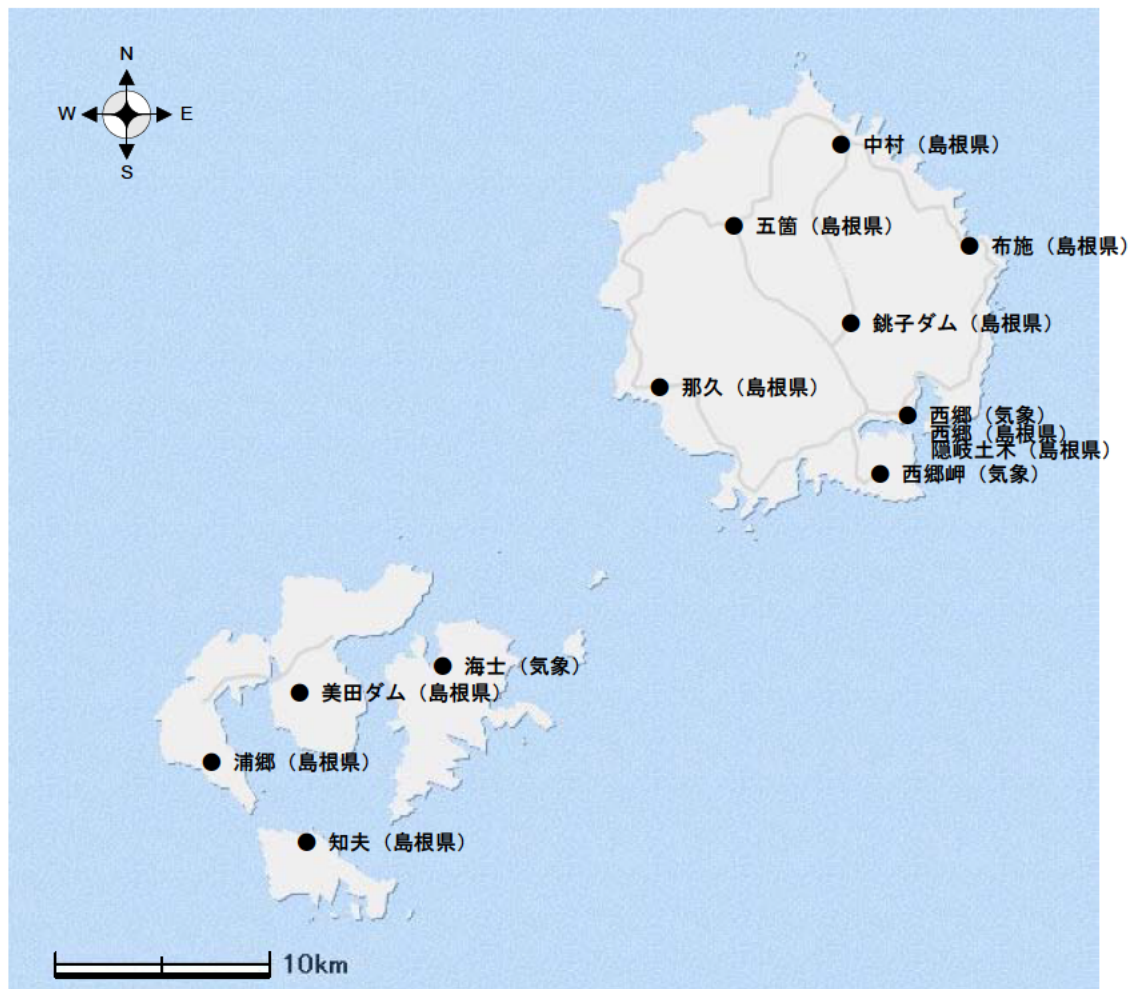 N
W E
S
中村（島根県）
五箇（島根県）
布施（島根県）
銚子ダム（島根県）
那久（島根県）
西郷（気象）
西郷（島根県）
隠岐土木（島根県）
西郷岬（気象）
海士（気象）
美田ダム（島根県）
浦郷（島根県）
知夫（島根県）
10km